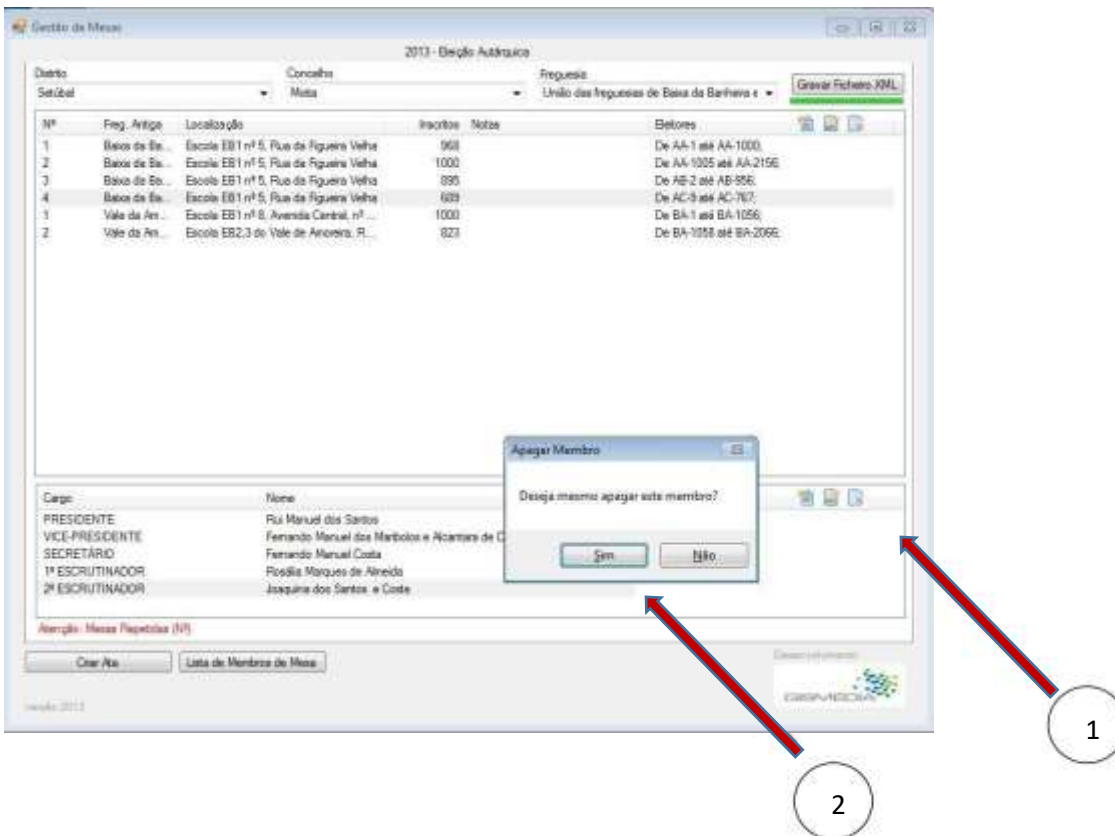 Gestão de Mesas
2013 - Eleição Autárquica
Distrito Concelho Freguesia
Setúbal Moita União das freguesias de Baixa da Banheira e Gravar Ficheiro XML
Nº Freg. Antiga Localização Inscritos Notas Eleitores
1 Baixa da Ba... Escola EB1 nº 5, Rua da Figueira Velha 968 De AA-1 até AA-1000;
2 Baixa da Ba... Escola EB1 nº 5, Rua da Figueira Velha 1000 De AA-1005 até AA-2156;
3 Baixa da Ba... Escola EB1 nº 5, Rua da Figueira Velha 895 De AB-2 até AB-956;
4 Baixa da Ba... Escola EB1 nº 5, Rua da Figueira Velha 689 De AC-9 até AC-767;
1 Vale da Am... Escola EB1 nº 8, Avenida Central, nº ... 1000 De BA-1 até BA-1056;
2 Vale da Am... Escola EB2,3 do Vale de Amoreira, R... 823 De BA-1058 até BA-2066;
Apagar Membro
Deseja mesmo apagar este membro?
Sim Não
Cargo Nome
PRESIDENTE Rui Manuel dos Santos
VICE-PRESIDENTE Fernando Manuel dos e Alcantara de C
SECRETÁRIO Fernando Manuel Costa
1º ESCRUTINADOR Rosália Marques de Almeida
2º ESCRUTINADOR Joaquina dos Santos e Costa
Atenção: Mesas Repetidas (Nº)
Criar Ata Lista de Membros de Mesa
Desenvolvimento:
GISMEDIA
versão 2013
1
2